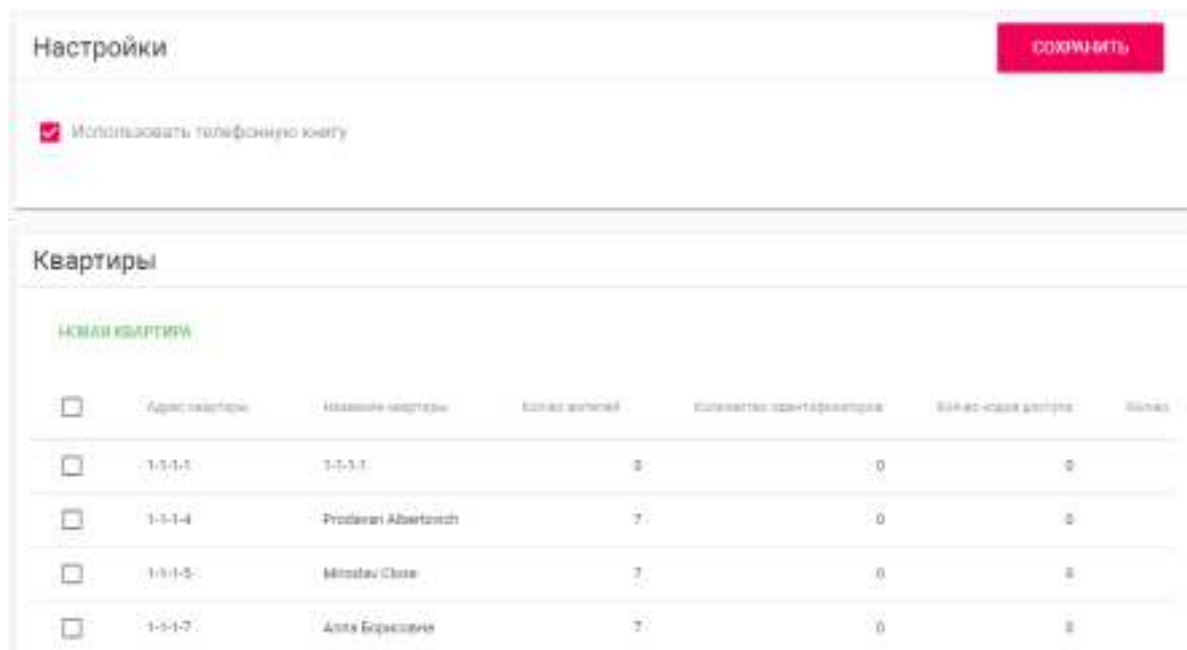 Настройки СОХРАНИТЬ
Использовать телефонную книгу
Квартиры
НОВАЯ КВАРТИРА
Адрес квартиры Название квартиры Кол-во жителей Количество идентификаторов Кол-во кодов доступа Кол-во
1-1-1-1 1-1-1-1 0 0
1-1-1-4 Prodavan Albertovich 7 0 0
1-1-1-5 Miroslav Close 7 0 0
1-1-1-7 Алла Борисовна 7 0 0